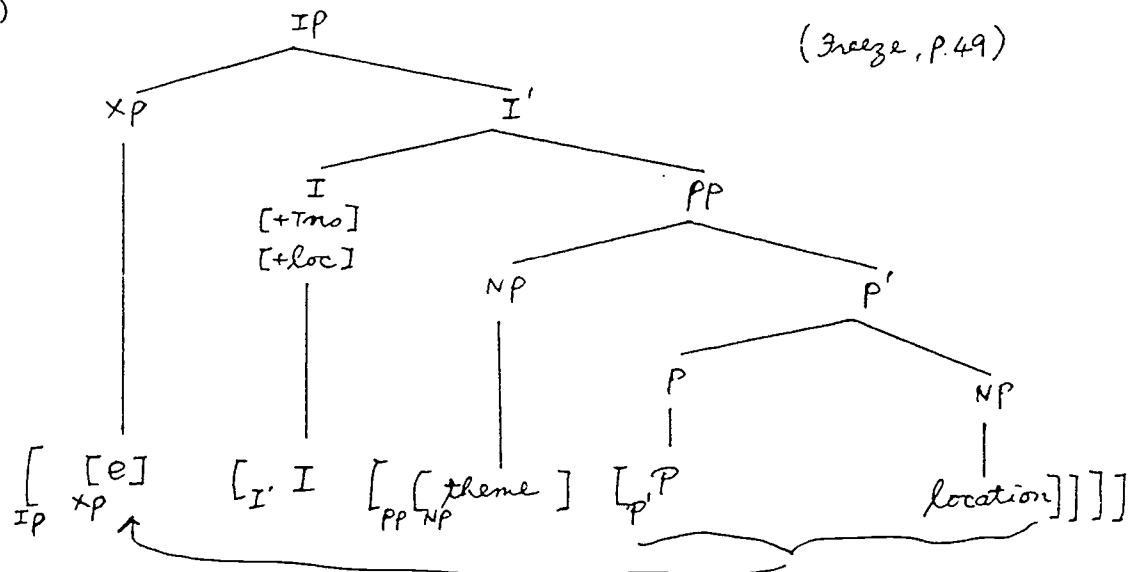 )
IP
(Freeze, p.49)
XP I'
I PP
[+Tns]
[+loc]
NP P'
P NP
[IP XP[e] [I' I [PP [NP theme ] [P' P location]]]]